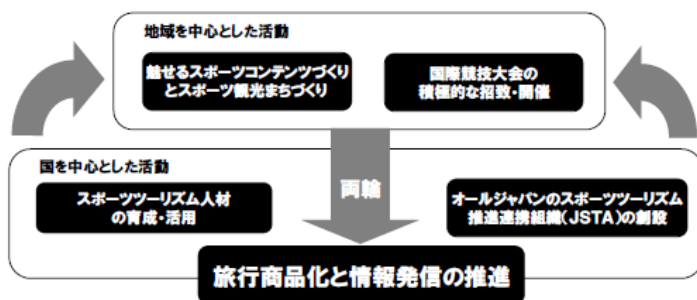 地域を中心とした活動
魅せるスポーツコンテンツづくり
とスポーツ観光まちづくり
国際競技大会の
積極的な招致・開催
国を中心とした活動
スポーツツーリズム人材
の育成・活用
両輪
オールジャパンのスポーツツーリズム
推進連携組織(JSTA)の創設
旅行商品化と情報発信の推進